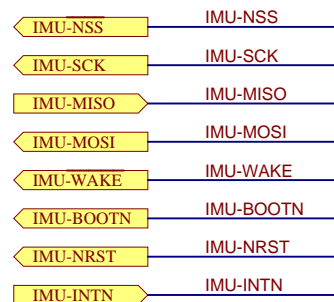 IMU-NSS IMU-NSS
IMU-SCK IMU-SCK
IMU-MISO IMU-MISO
IMU-MOSI IMU-MOSI
IMU-WAKE IMU-WAKE
IMU-BOOTN IMU-BOOTN
IMU-NRST IMU-NRST
IMU-INTN IMU-INTN